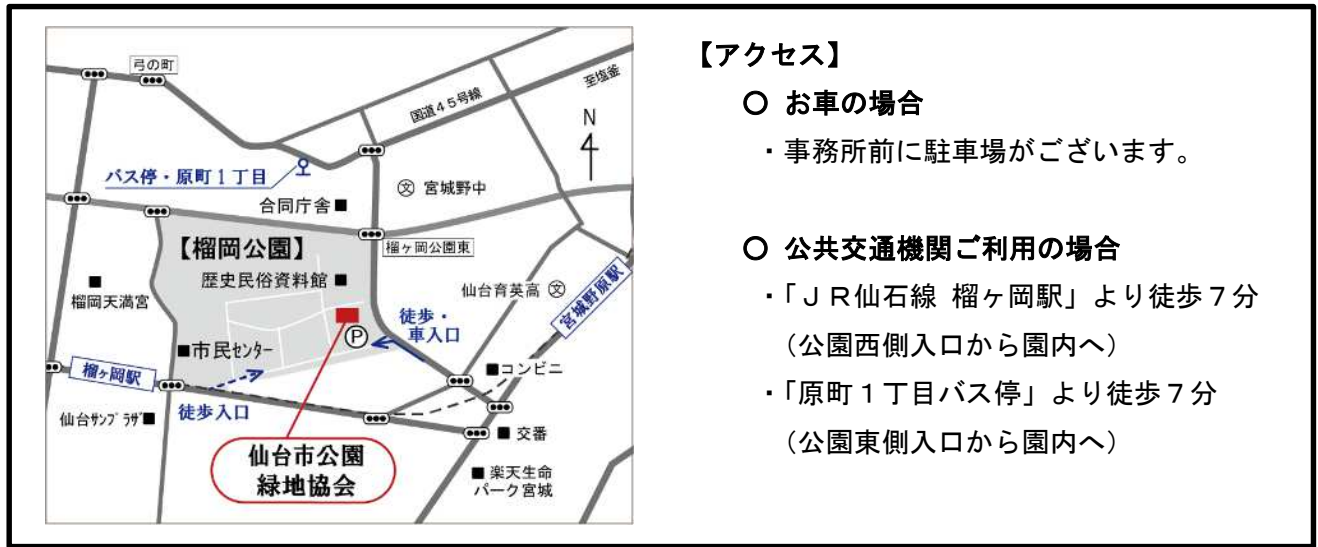 弓の町
国道45号線
至塩釜
N
バス停・原町1丁目
文 宮城野中
合同庁舎■
榴ヶ岡公園東
【榴岡公園】
歴史民俗資料館■
■
榴岡天満宮
仙台育英高 文
宮城野原駅
徒歩・
車入口
P
■市民センター
■コンビニ
榴ヶ岡駅
徒歩入口
仙台サンプラザ■
■ 交番
仙台市公園
緑地協会
■楽天生命
パーク宮城
【アクセス】
〇 お車の場合
・事務所前に駐車場がございます。
〇 公共交通機関ご利用の場合
・「JR仙石線 榴ヶ岡駅」より徒歩7分
(公園西側入口から園内へ)
・「原町1丁目バス停」より徒歩7分
(公園東側入口から園内へ)